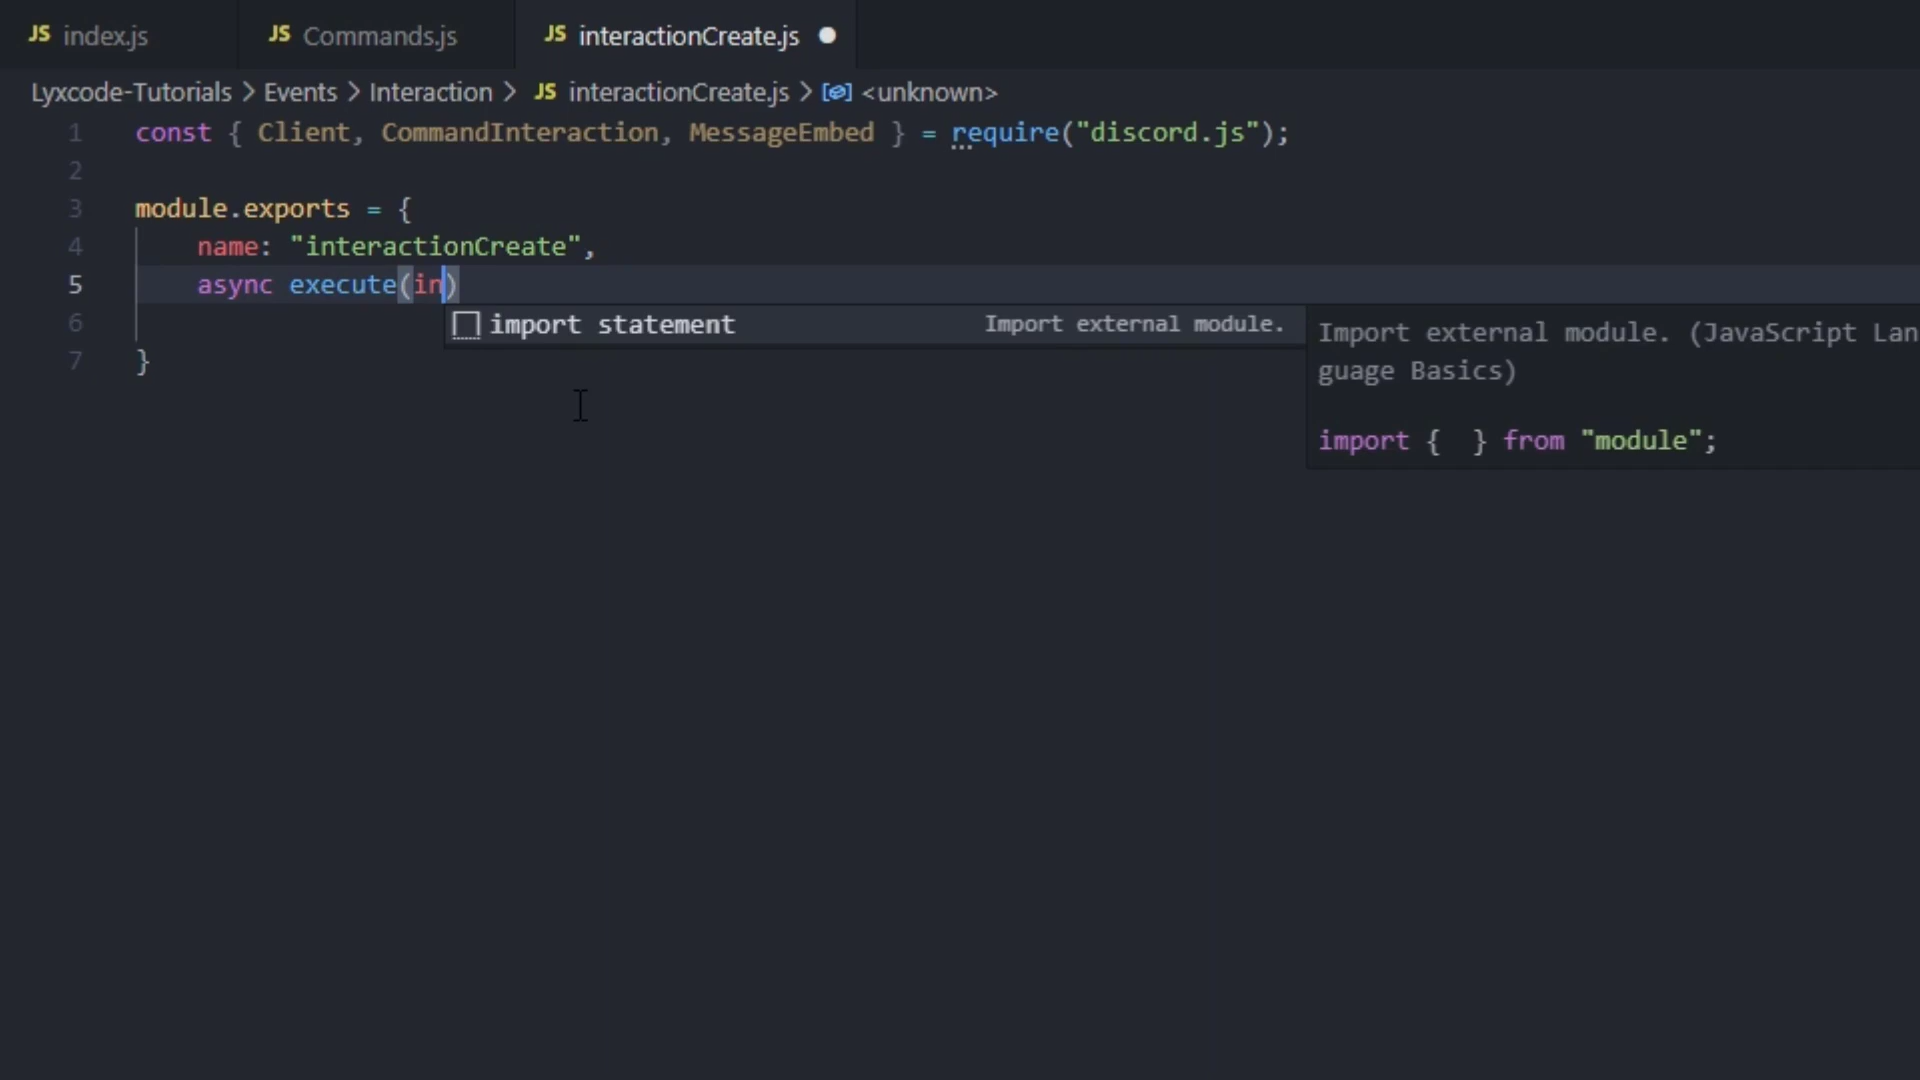 JS index.js JS Commands.js JS interactionCreate.js
Lyxcode-Tutorials > Events > Interaction > JS interactionCreate.js > <unknown>
1 const { Client, CommandInteraction, MessageEmbed } = require("discord.js");
2
3 module.exports = {
4 name: "interactionCreate",
5 async execute(in)
6 import statement Import external module.
7 }
Import external module. (JavaScript Lan
guage Basics)
import { } from "module";